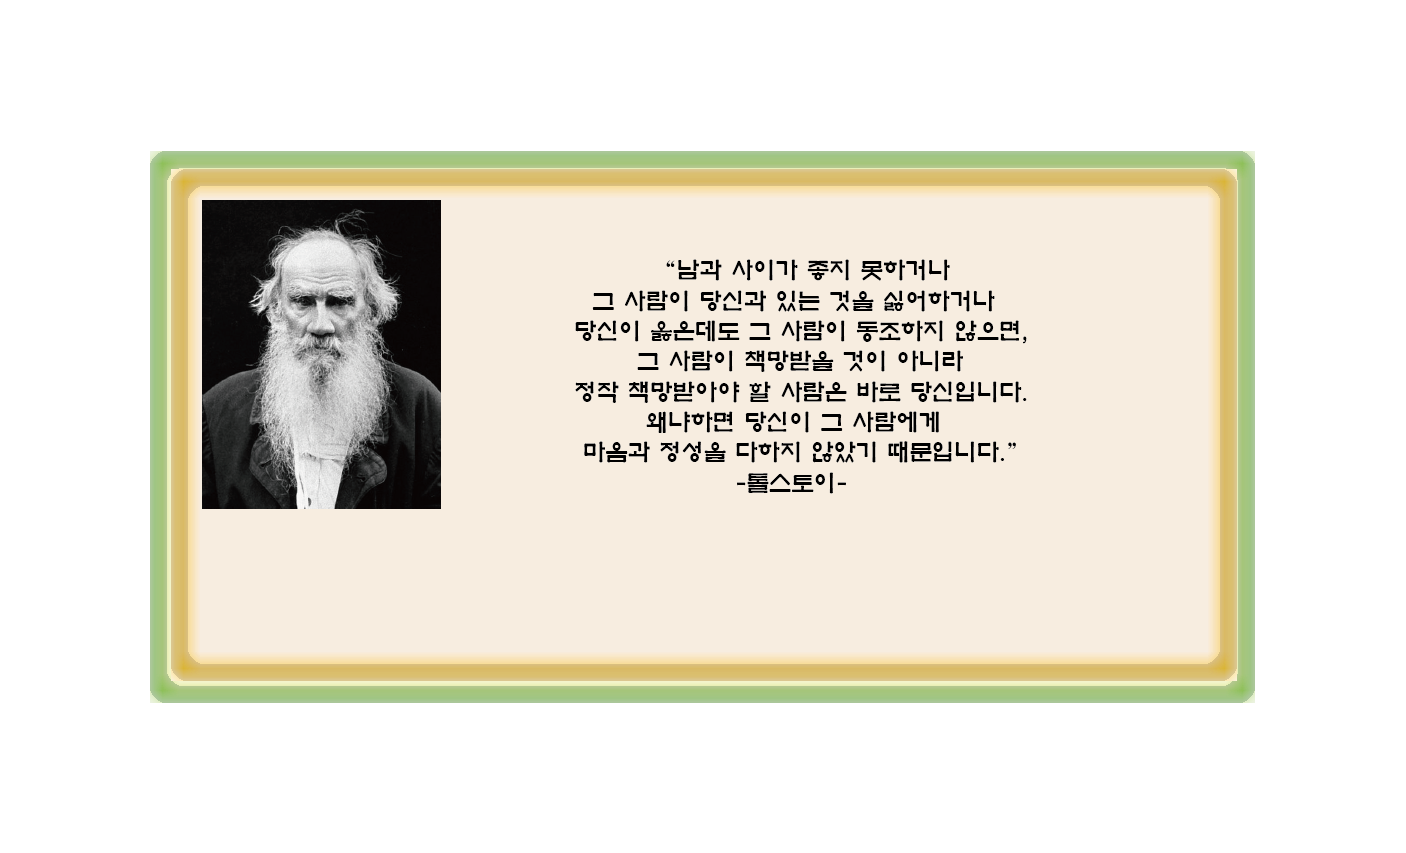 “남과 사이가 좋지 못하거나
그 사람이 당신과 있는 것을 싫어하거나
당신이 옳은데도 그 사람이 동조하지 않으면,
그 사람이 책망받을 것이 아니라
정작 책망받아야 할 사람은 바로 당신입니다.
왜냐하면 당신이 그 사람에게
마음과 정성을 다하지 않았기 때문입니다.”
-톨스토이-